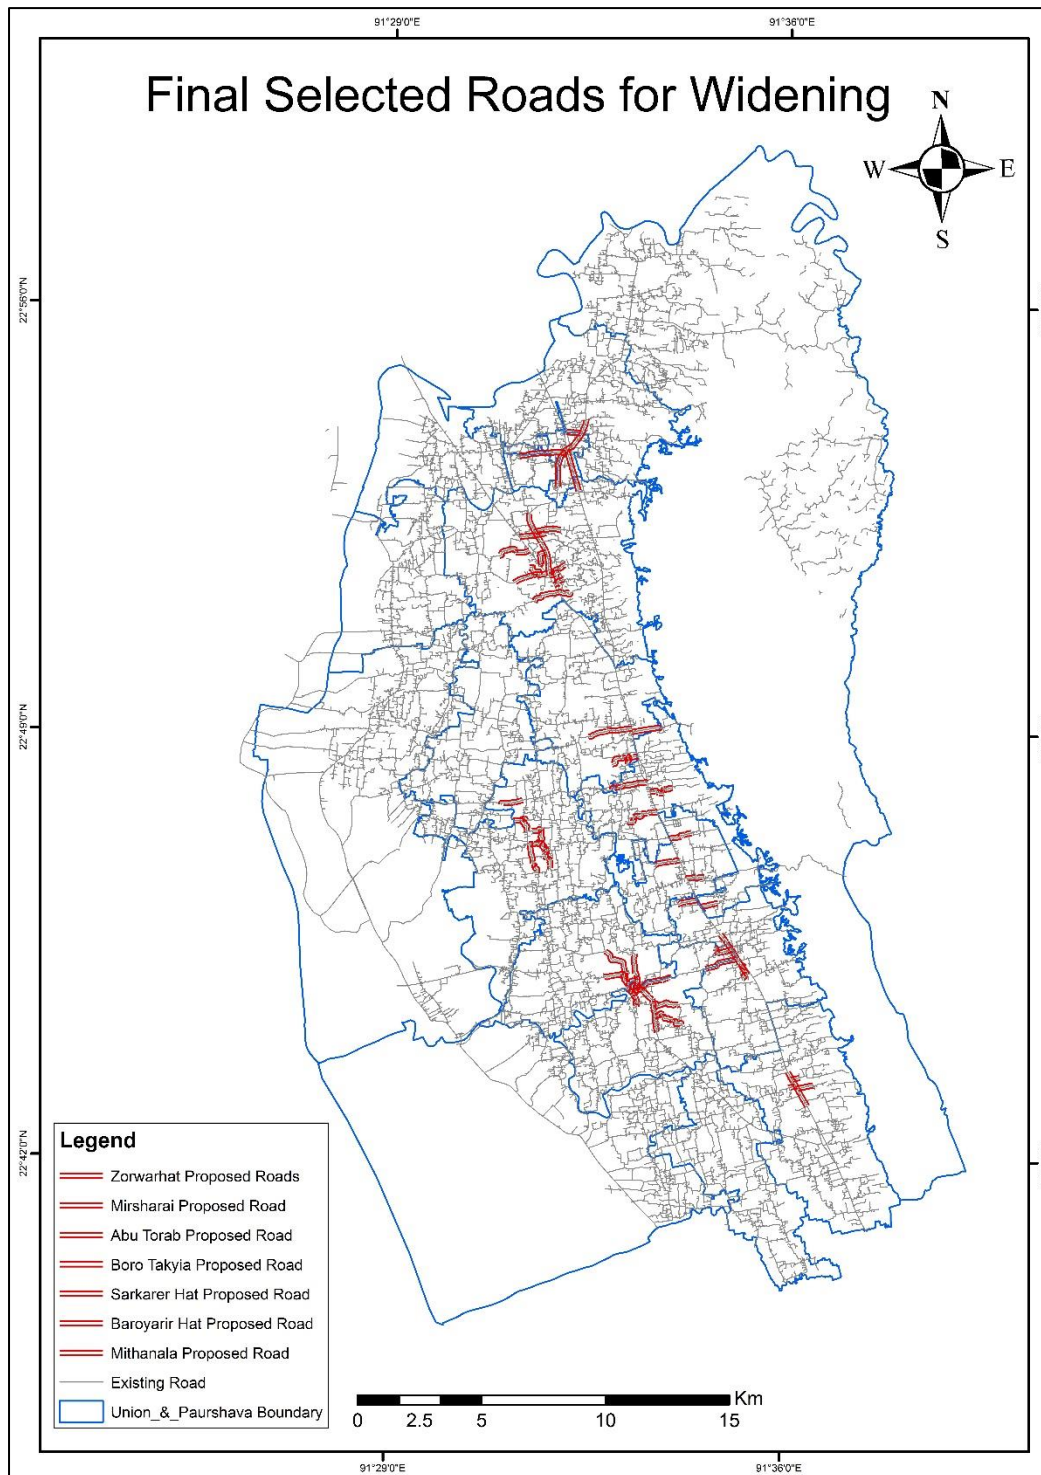 91°29'0"E
91°36'0"E
Final Selected Roads for Widening
N
W
E
S
22°56'0"N
22°49'0"N
22°42'0"N
Legend
Zorwarhat Proposed Roads
Mirsharai Proposed Road
Abu Torab Proposed Road
Boro Takyia Proposed Road
Sarkarer Hat Proposed Road
Baroyarir Hat Proposed Road
Mithanala Proposed Road
Existing Road
Union_&_Paurshava Boundary
Km
0 2.5 5 10 15
91°29'0"E
91°36'0"E